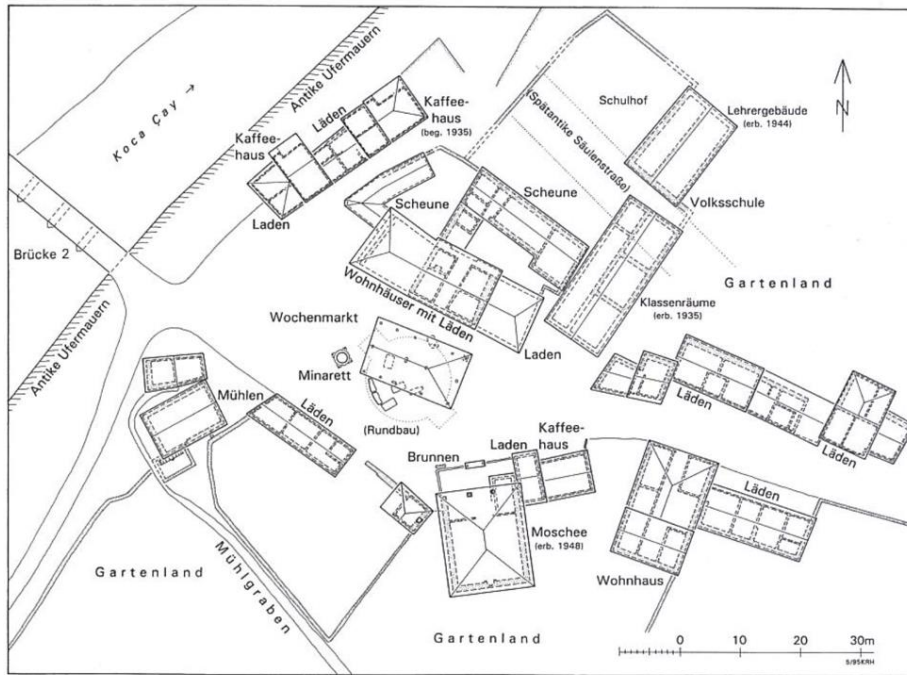 Koca Çay →
Antike Ufermauern
Kaffee-
haus
Läden
Kaffee-
haus
(beg. 1935)
Laden
Brücke 2
Antike Ufermauern
Schulhof
(Spätantike Säulenstraße)
Lehrergebäude
(erb. 1944)
N
Volksschule
Scheune
Scheune
Gartenland
Klassenräume
(erb. 1935)
Wohnhäuser mit Läden
Laden
Wochenmarkt
Minarett
(Rundbau)
Mühlen
Läden
Läden
Läden
Brunnen
Laden
Kaffee-
haus
Moschee
(erb. 1948)
Läden
Wohnhaus
Gartenland
Mühlgraben
Gartenland
0 10 20 30m
S/95KRH